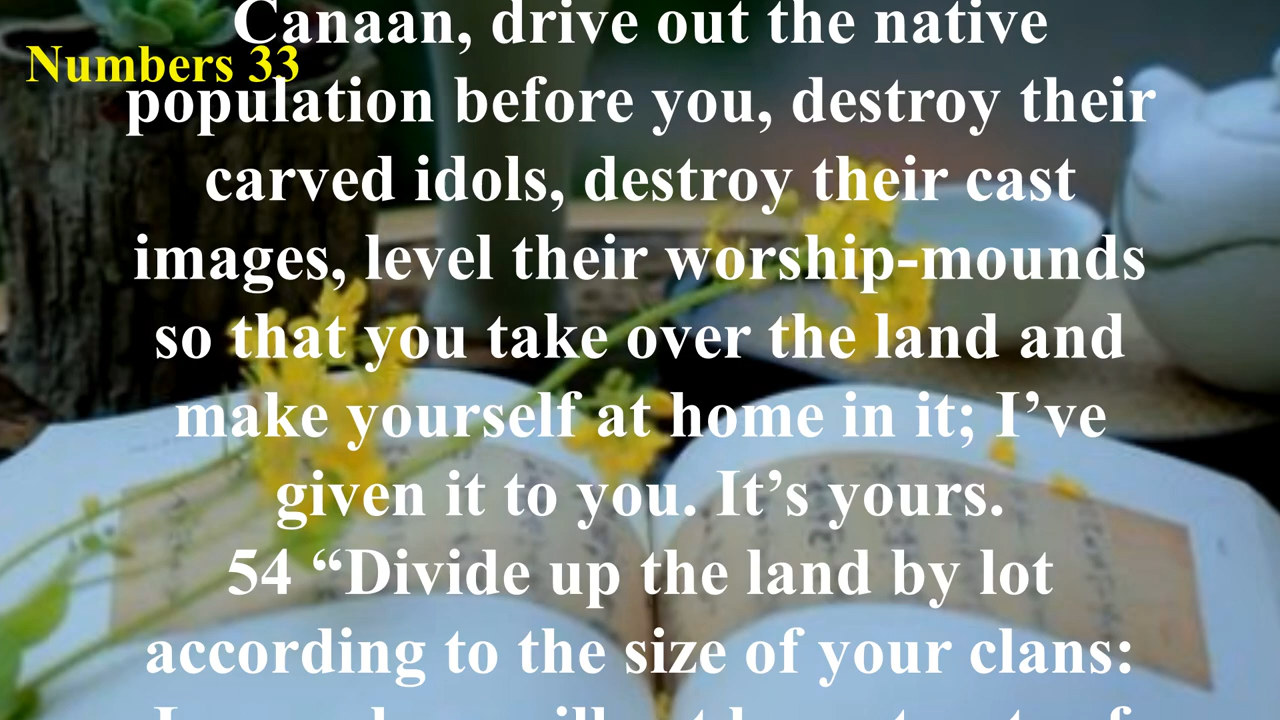 Canaan, drive out the native
Numbers 33
population before you, destroy their
carved idols, destroy their cast
images, level their worship-mounds
so that you take over the land and
make yourself at home in it; I’ve
given it to you. It’s yours.
54 “Divide up the land by lot
according to the size of your clans: